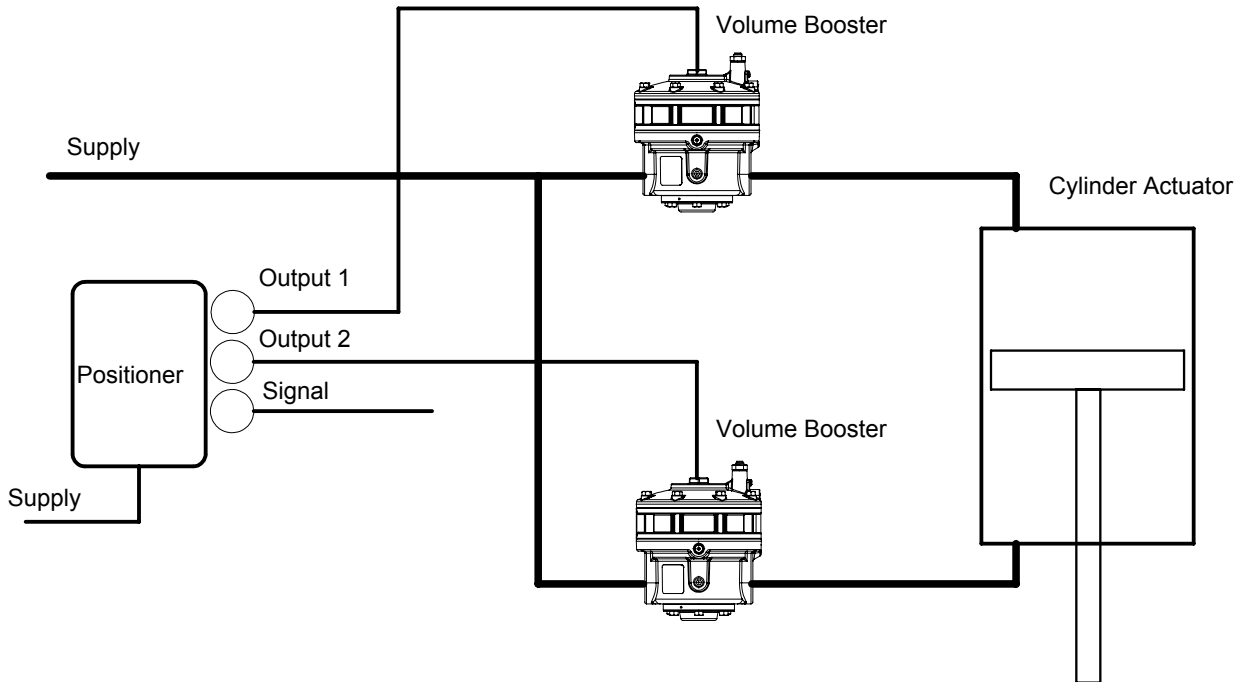 Volume Booster
Supply
Cylinder Actuator
Output 1
Output 2
Positioner
Signal
Volume Booster
Supply